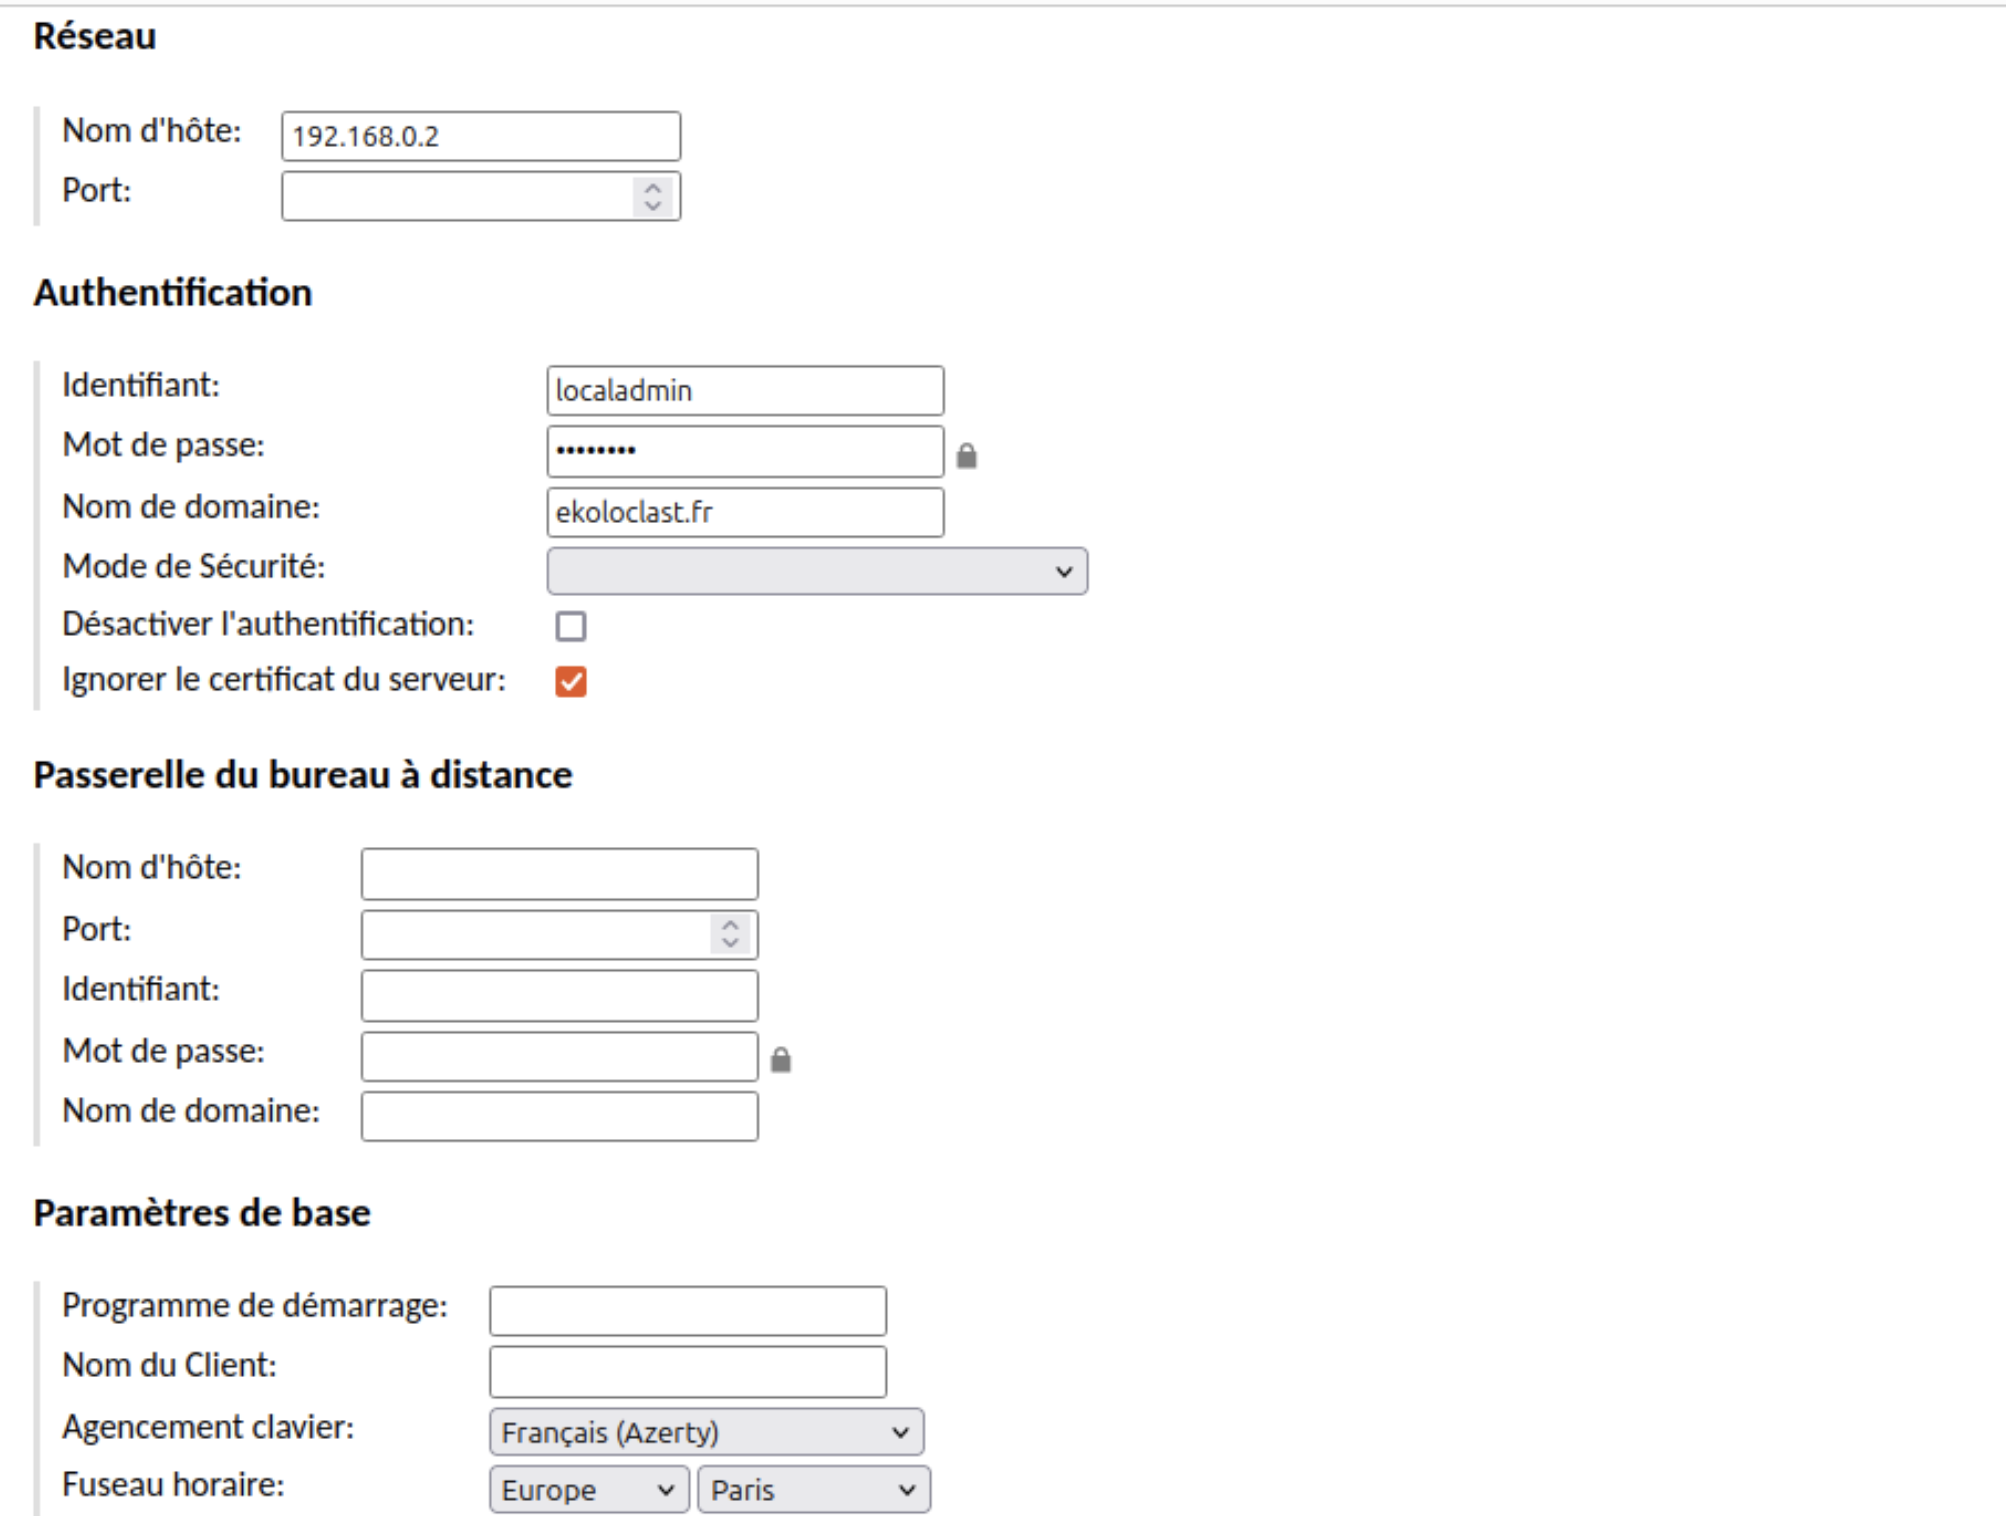 Réseau
Nom d'hôte: 192.168.0.2
Port:
Authentification
Identifiant: localadmin
Mot de passe: ••••••••
Nom de domaine: ekoloclast.fr
Mode de Sécurité:
Désactiver l'authentification:
Ignorer le certificat du serveur:
Passerelle du bureau à distance
Nom d'hôte:
Port:
Identifiant:
Mot de passe:
Nom de domaine:
Paramètres de base
Programme de démarrage:
Nom du Client:
Agencement clavier: Français (Azerty)
Fuseau horaire: Europe Paris